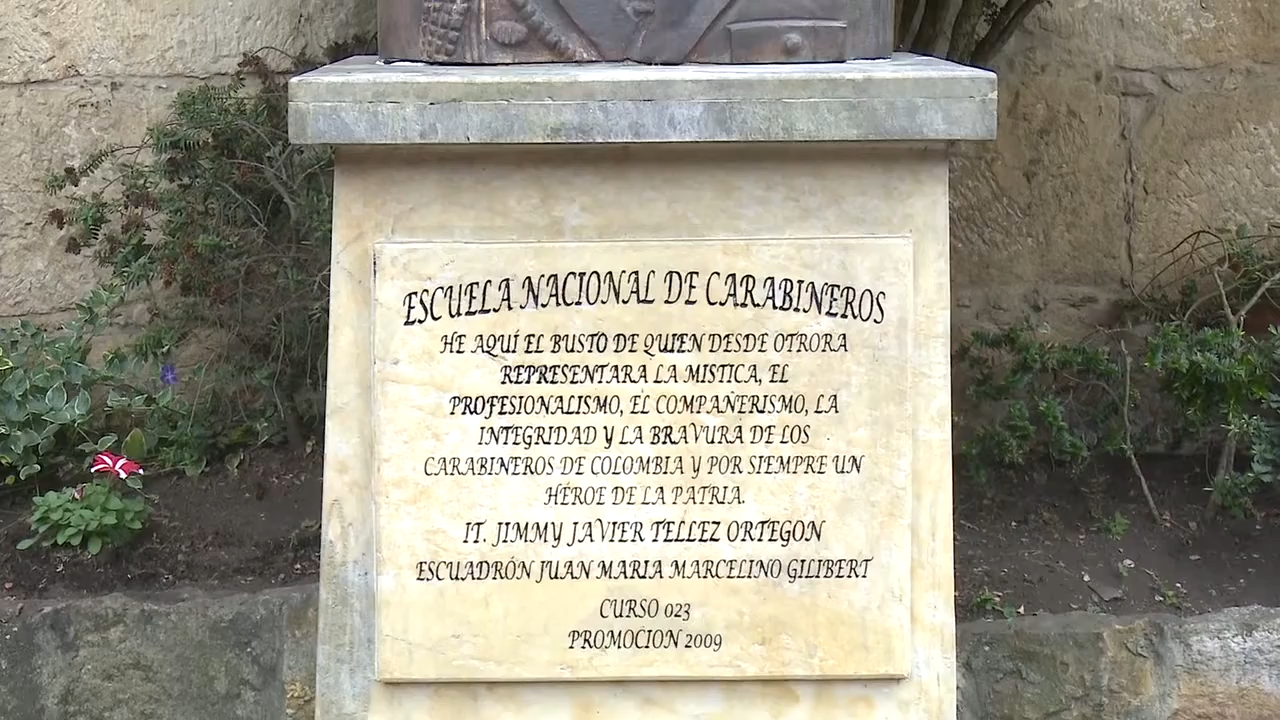 ESCUELA NACIONAL DE CARABINEROS
HE AQUÍ EL BUSTO DE QUIEN DESDE OTRORA
REPRESENTARA LA MISTICA, EL
PROFESIONALISMO, EL COMPAÑERISMO, LA
INTEGRIDAD Y LA BRAVURA DE LOS
CARABINEROS DE COLOMBIA Y POR SIEMPRE UN
HÉROE DE LA PATRIA.
IT. JIMMY JAVIER TELLEZ ORTEGON
ESCUADRÓN JUAN MARIA MARCELINO GILIBERT
CURSO 023
PROMOCION 2009